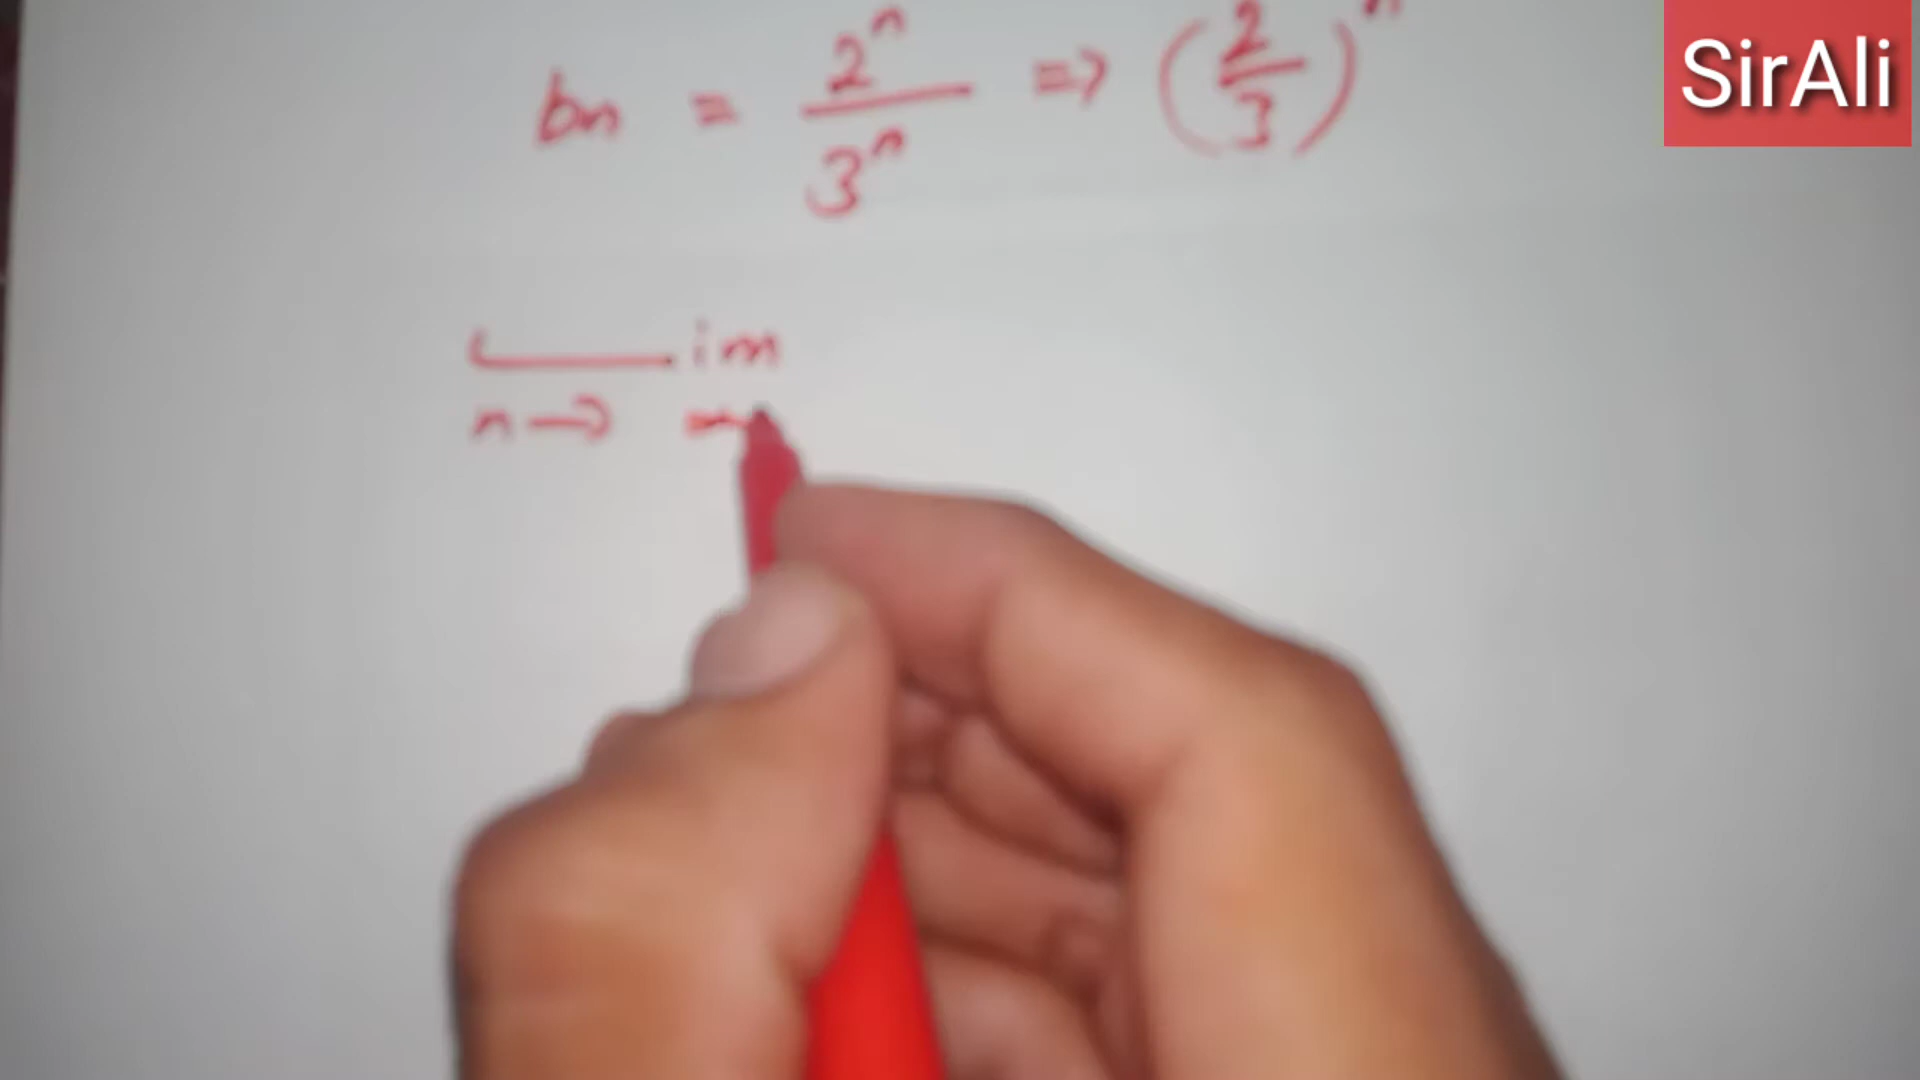 SirAli
bn = 2^n / 3^n => (2/3)^n
Lim
n →